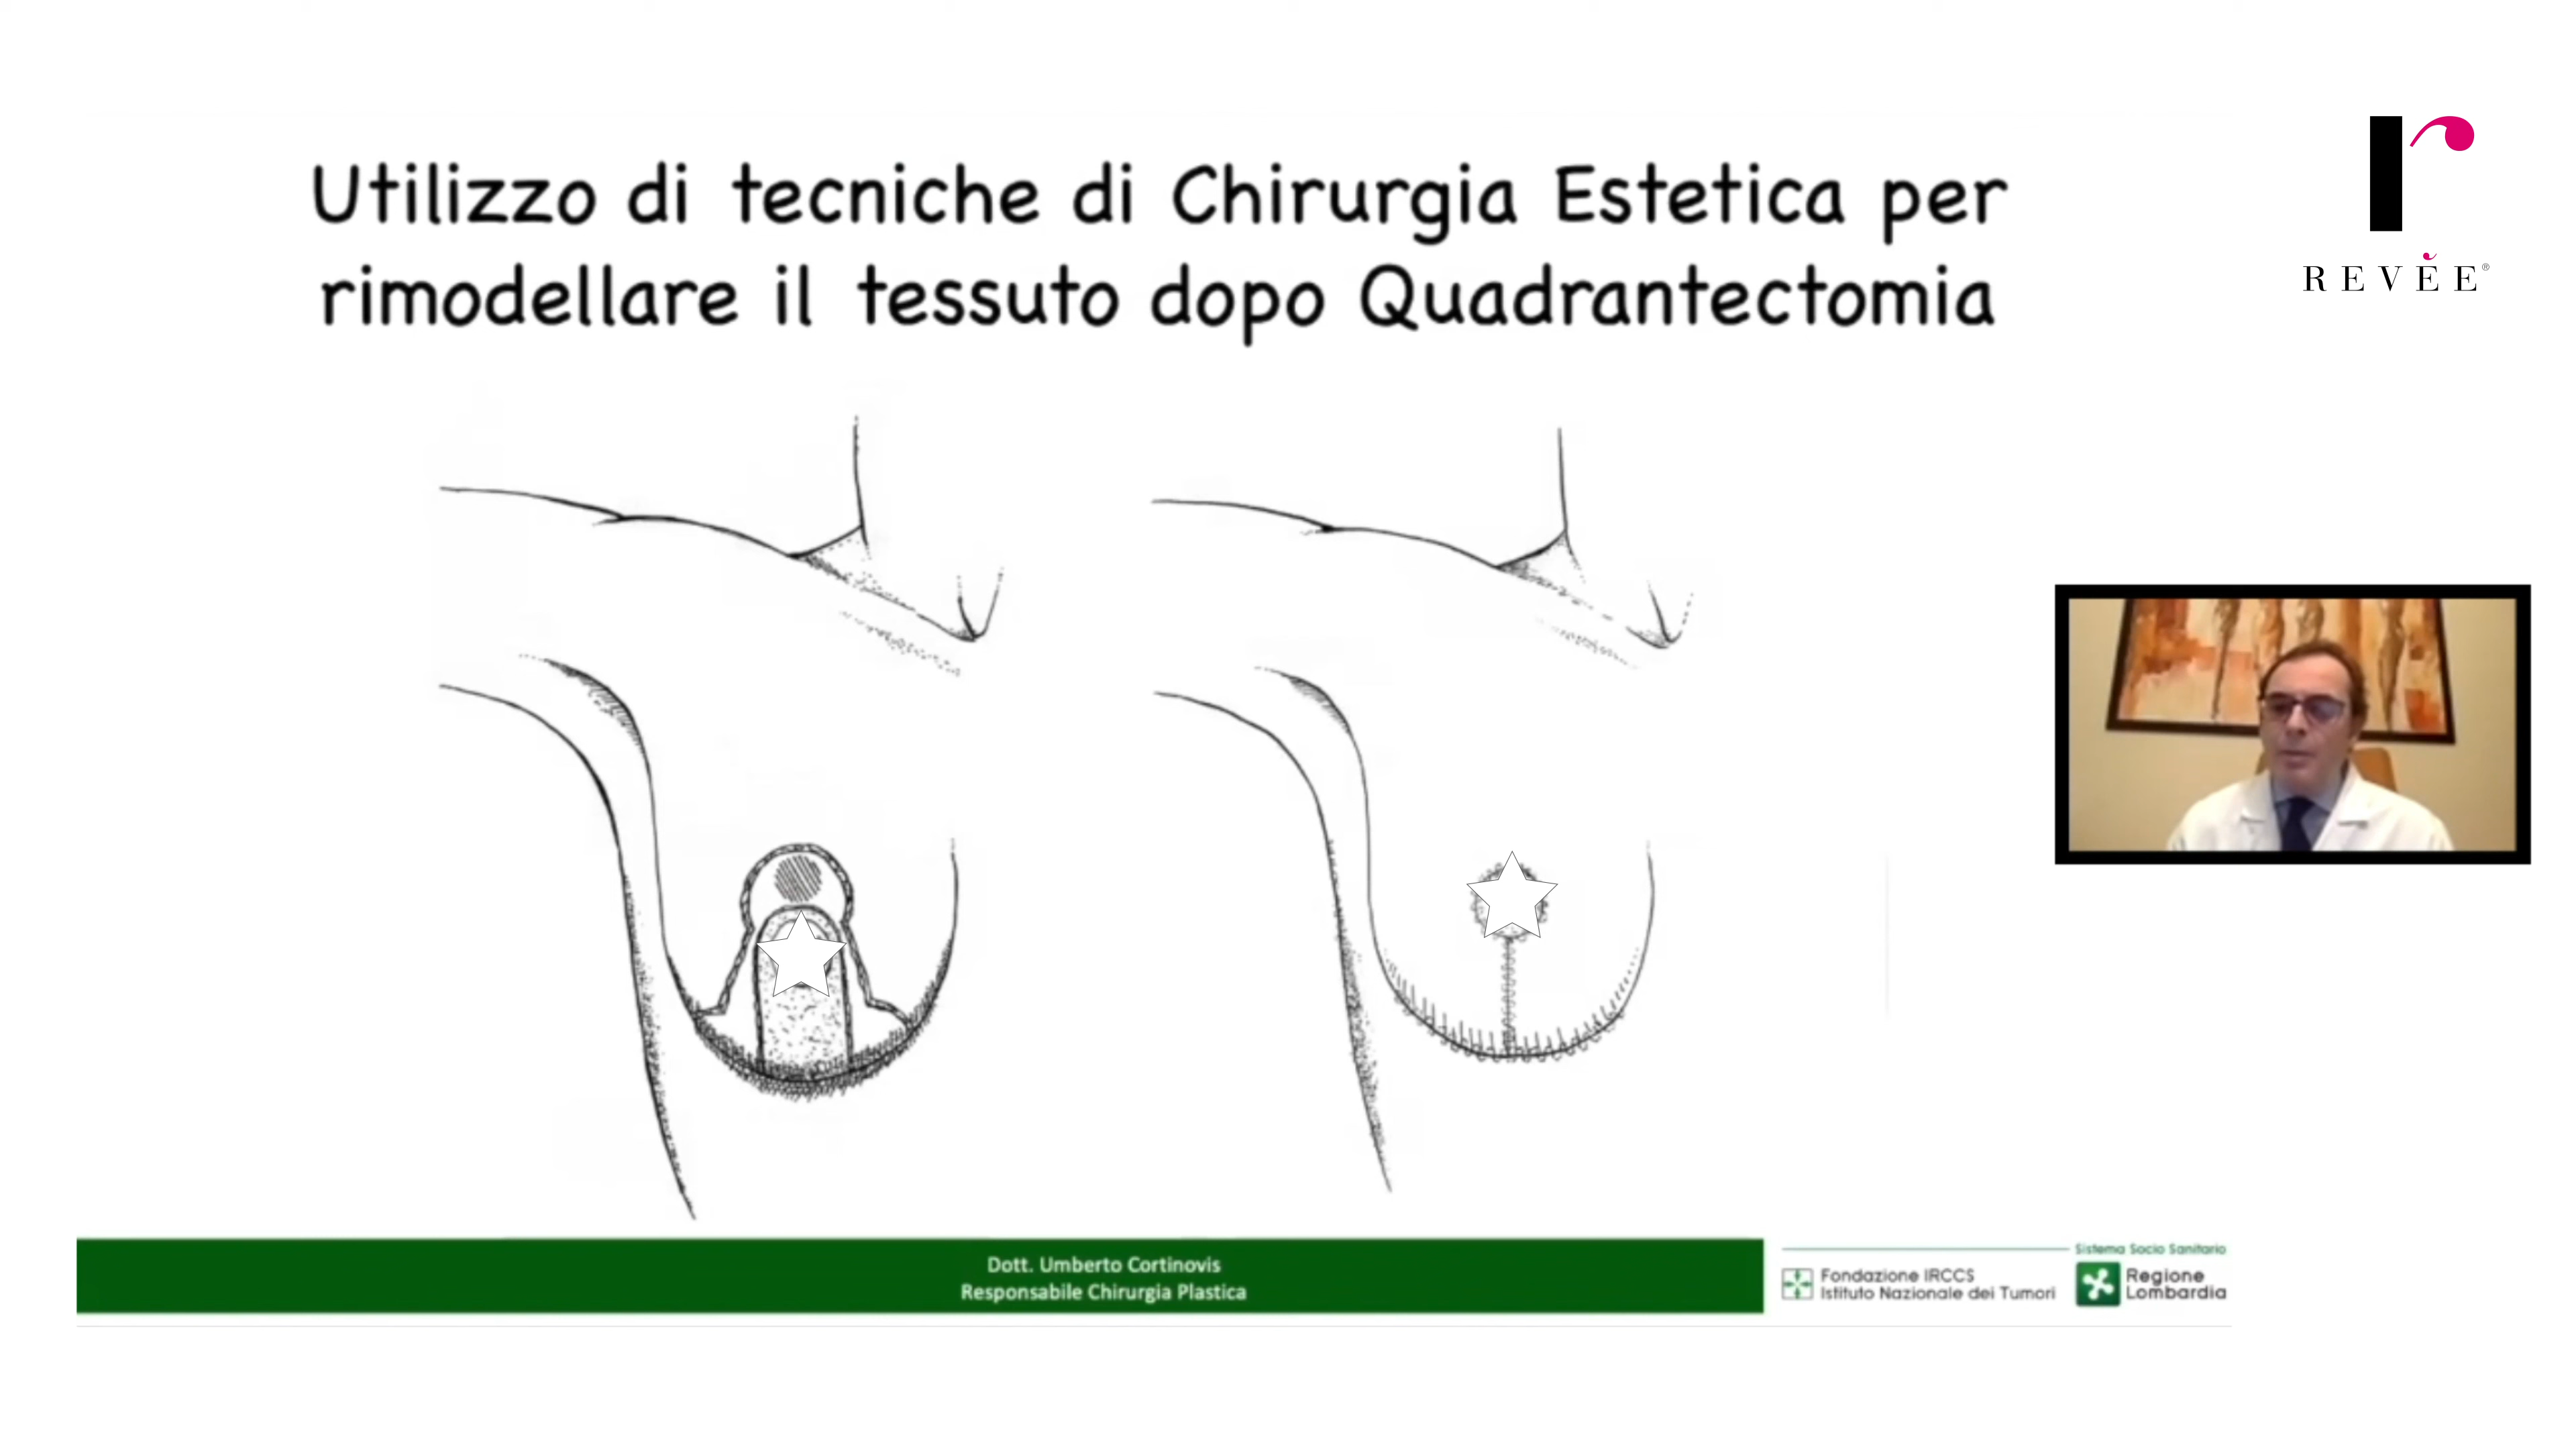 Utilizzo di tecniche di Chirurgia Estetica per
rimodellare il tessuto dopo Quadrantectomia
r
REVĒE®
Dott. Umberto Cortinovis
Responsabile Chirurgia Plastica
Sistema Socio Sanitario
Fondazione IRCCS
Istituto Nazionale dei Tumori
Regione
Lombardia